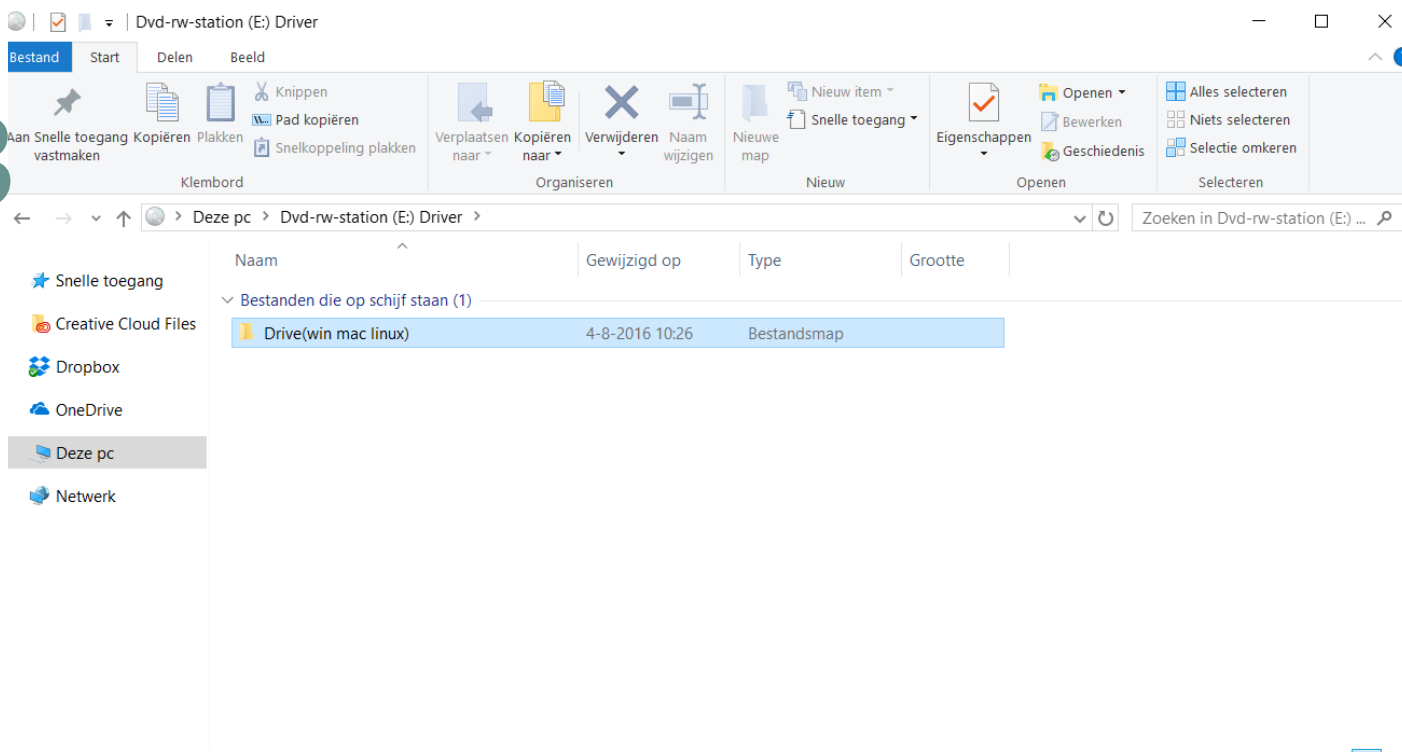 Dvd-rw-station (E:) Driver
Bestand Start Delen Beeld
Aan Snelle toegang vastmaken
Kopiëren
Plakken
Knippen
Pad kopiëren
Snelkoppeling plakken
Klembord
Verplaatsen naar
Kopiëren naar
Verwijderen
Naam wijzigen
Organiseren
Nieuwe map
Nieuw item
Snelle toegang
Nieuw
Eigenschappen
Openen
Bewerken
Geschiedenis
Openen
Alles selecteren
Niets selecteren
Selectie omkeren
Selecteren
Deze pc > Dvd-rw-station (E:) Driver >
Zoeken in Dvd-rw-station (E:) ...
Snelle toegang
Creative Cloud Files
Dropbox
OneDrive
Deze pc
Netwerk
Naam Gewijzigd op Type Grootte
Bestanden die op schijf staan (1)
Drive(win mac linux) 4-8-2016 10:26 Bestandsmap